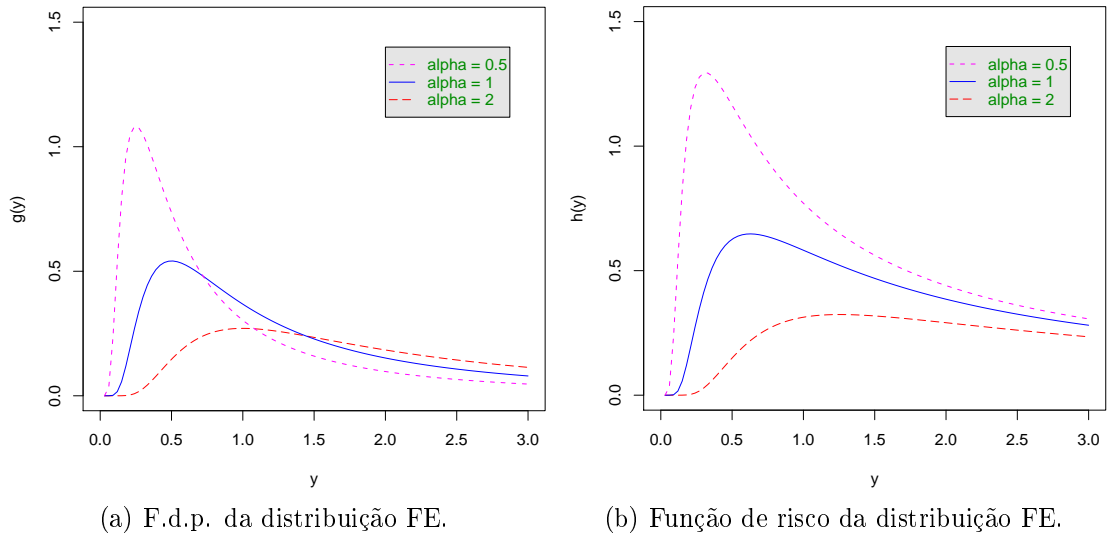 1.5
1.0
0.5
0.0
g(y)
alpha = 0.5
alpha = 1
alpha = 2
0.0 0.5 1.0 1.5 2.0 2.5 3.0
y
(a) F.d.p. da distribuição FE.
1.5
1.0
0.5
0.0
h(y)
alpha = 0.5
alpha = 1
alpha = 2
0.0 0.5 1.0 1.5 2.0 2.5 3.0
y
(b) Função de risco da distribuição FE.